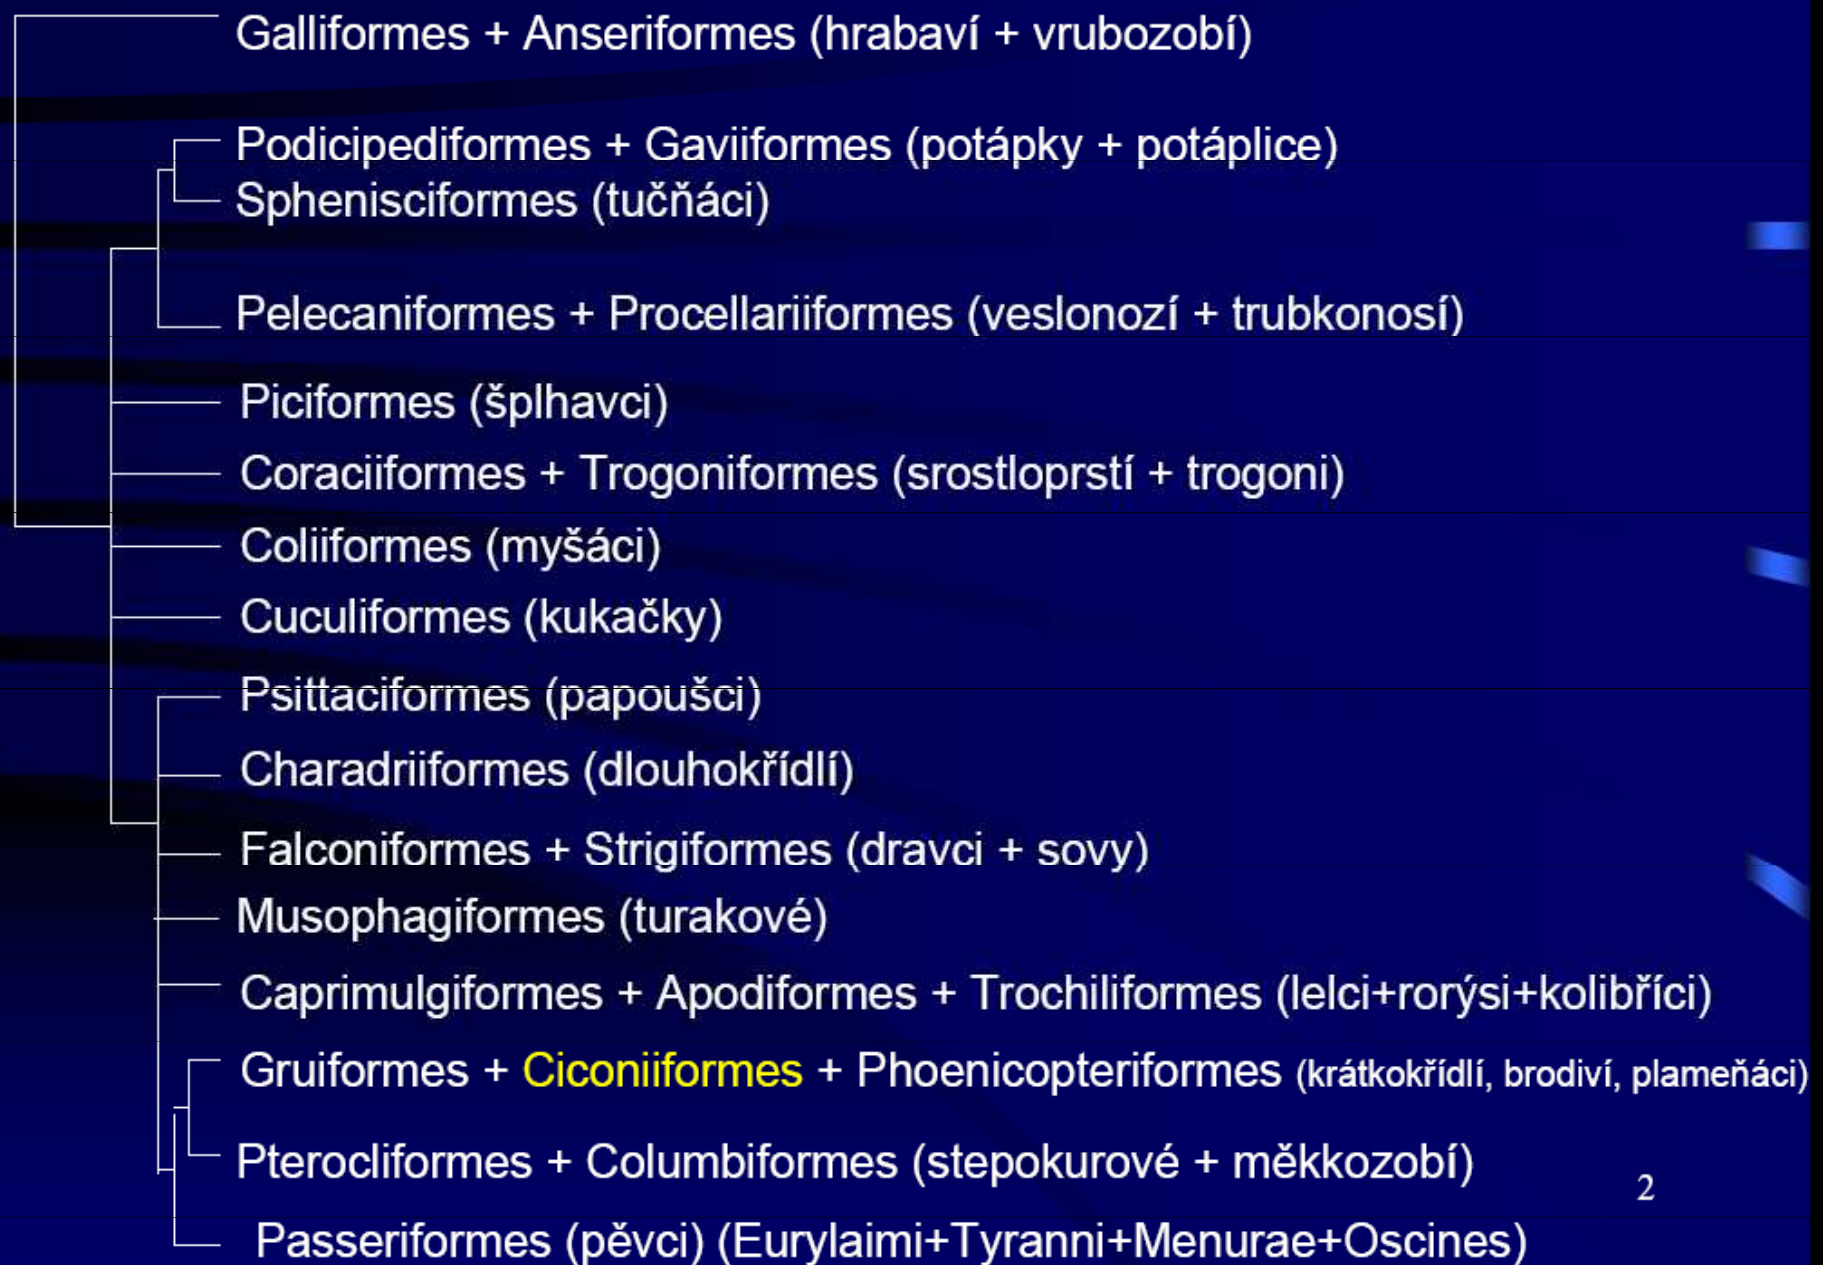 Galliformes + Anseriformes (hrabaví + vrubozobí)
Podicipediformes + Gaviiformes (potápky + potáplice)
Sphenisciformes (tučňáci)
Pelecaniformes + Procellariiformes (veslonozí + trubkonosí)
Piciformes (šplhavci)
Coraciiformes + Trogoniformes (srostloprstí + trogoni)
Coliiformes (myšáci)
Cuculiformes (kukačky)
Psittaciformes (papoušci)
Charadriiformes (dlouhokřídlí)
Falconiformes + Strigiformes (dravci + sovy)
Musophagiformes (turakové)
Caprimulgiformes + Apodiformes + Trochiliformes (lelci+rorýsi+kolibříci)
Gruiformes + Ciconiiformes + Phoenicopteriformes (krátkokřídlí, brodiví, plameňáci)
Pterocliformes + Columbiformes (stepokurové + měkkozobí)
2
Passeriformes (pěvci) (Eurylaimi+Tyranni+Menurae+Oscines)